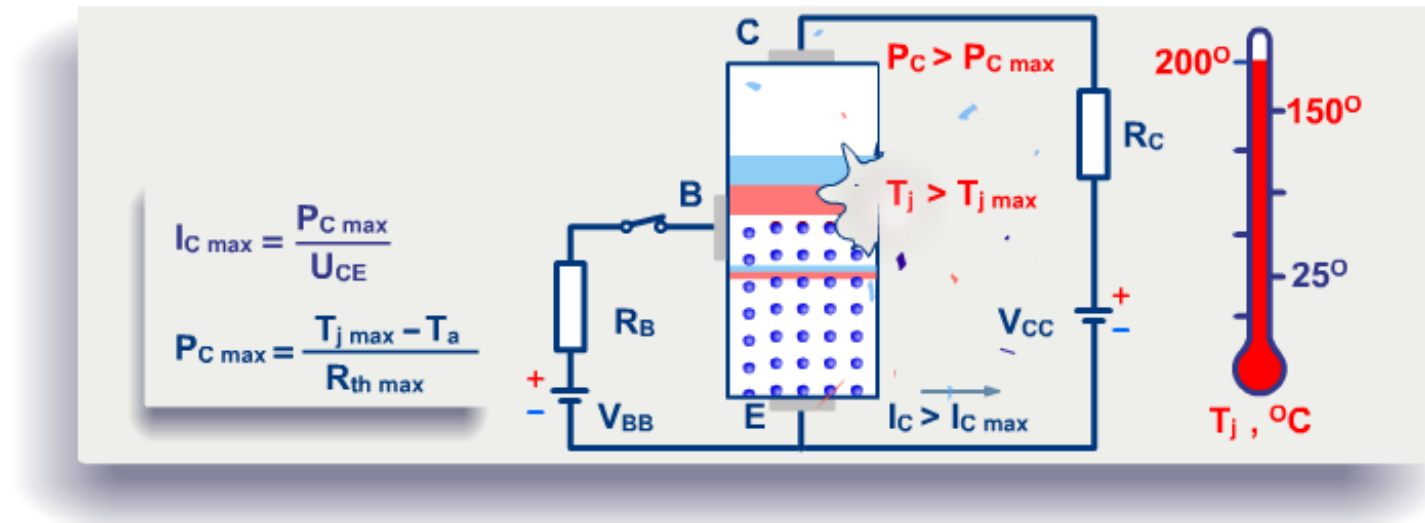 I_C max = P_C max / U_CE
P_C max = T_j max – T_a / R_th max
C
B
E
R_B
V_BB
+
–
P_C > P_C max
T_j > T_j max
I_C > I_C max
R_C
V_CC
+
–
200°
150°
25°
T_j , °C